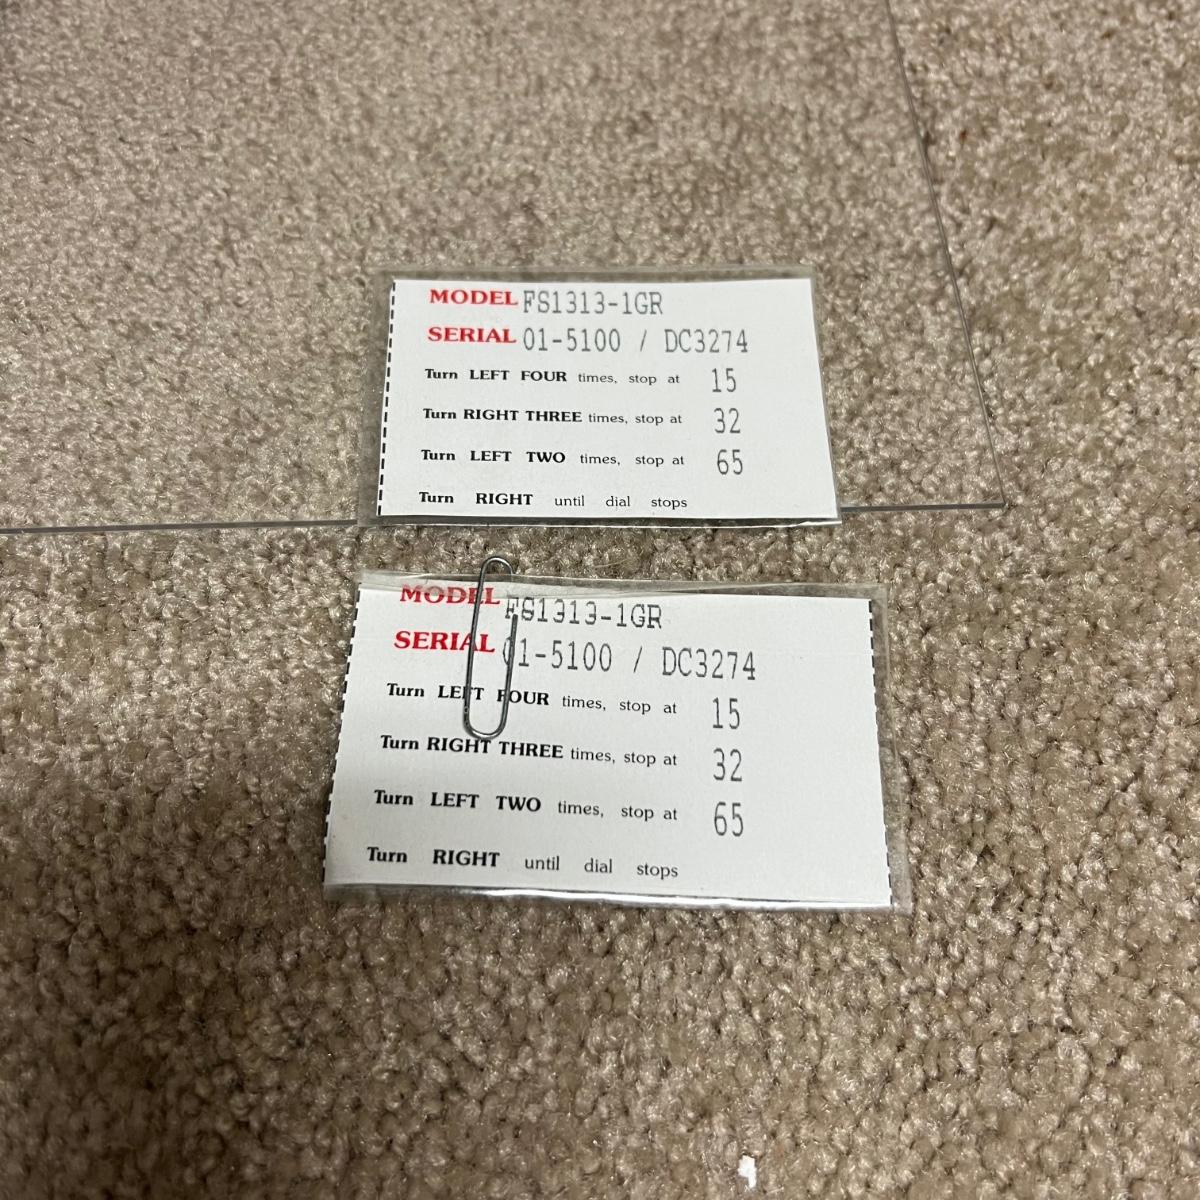 MODEL FS1313-1GR
SERIAL 01-5100 / DC3274
Turn LEFT FOUR times, stop at 15
Turn RIGHT THREE times, stop at 32
Turn LEFT TWO times, stop at 65
Turn RIGHT until dial stops
MODEL FS1313-1GR
SERIAL 01-5100 / DC3274
Turn LEFT FOUR times, stop at 15
Turn RIGHT THREE times, stop at 32
Turn LEFT TWO times, stop at 65
Turn RIGHT until dial stops